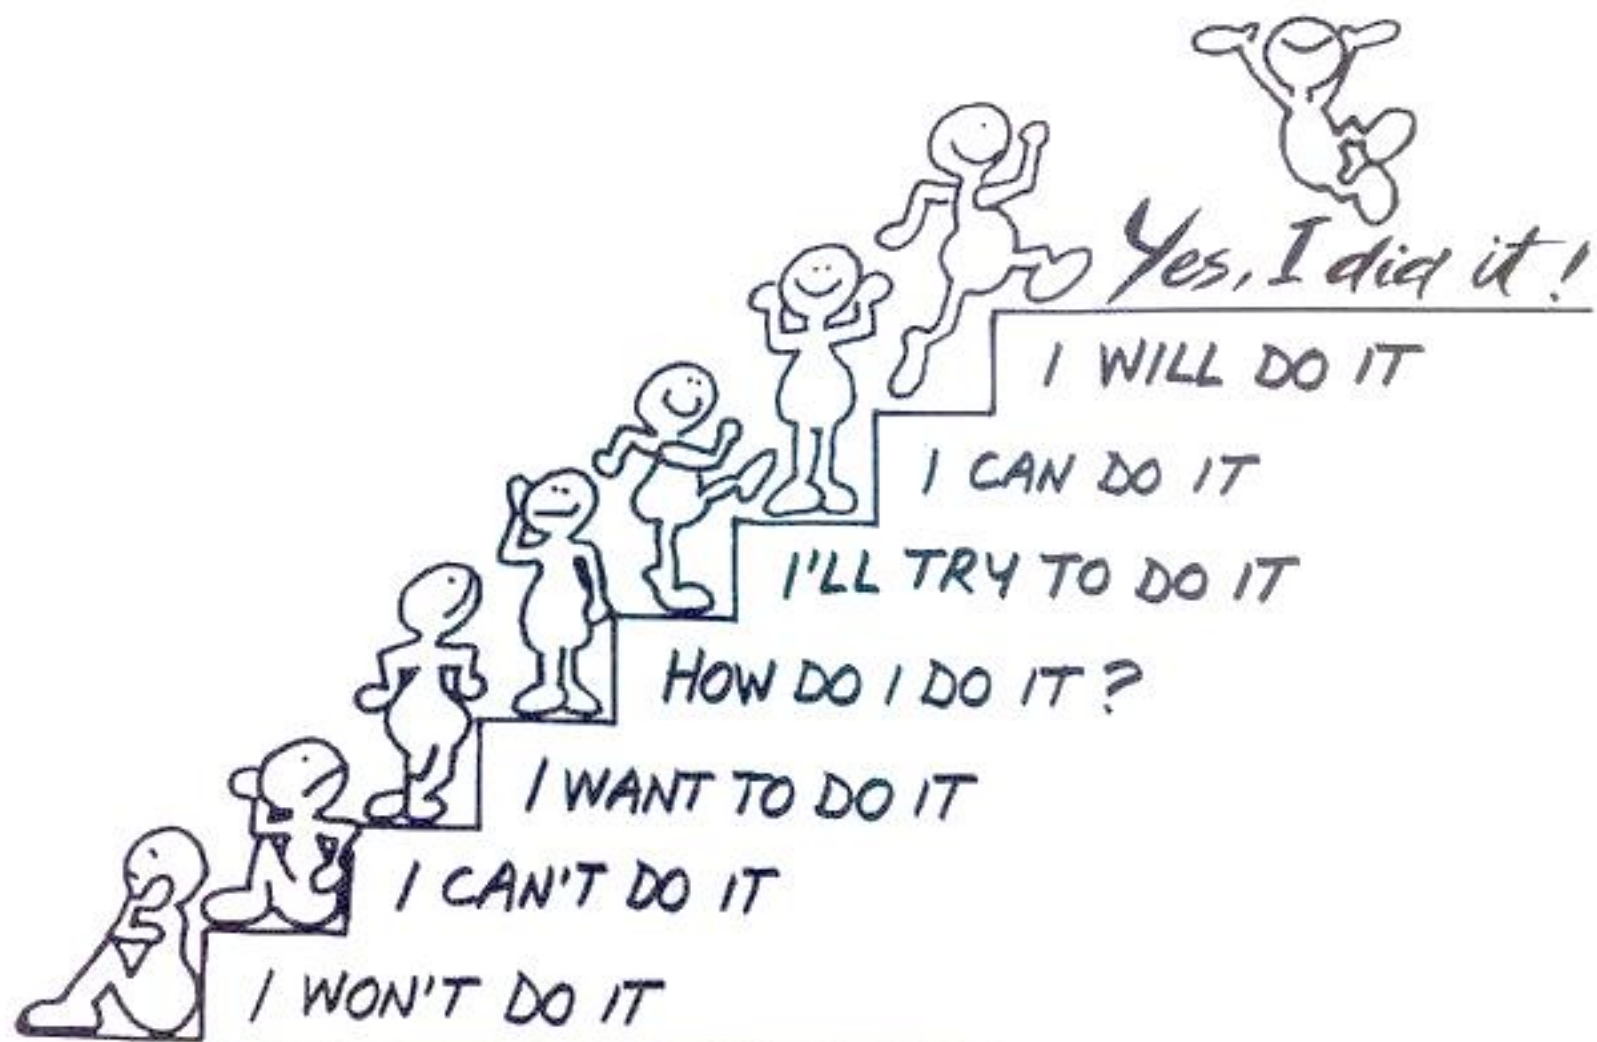 Yes, I did it!
I WILL DO IT
I CAN DO IT
I'LL TRY TO DO IT
HOW DO I DO IT?
I WANT TO DO IT
I CAN'T DO IT
I WON'T DO IT